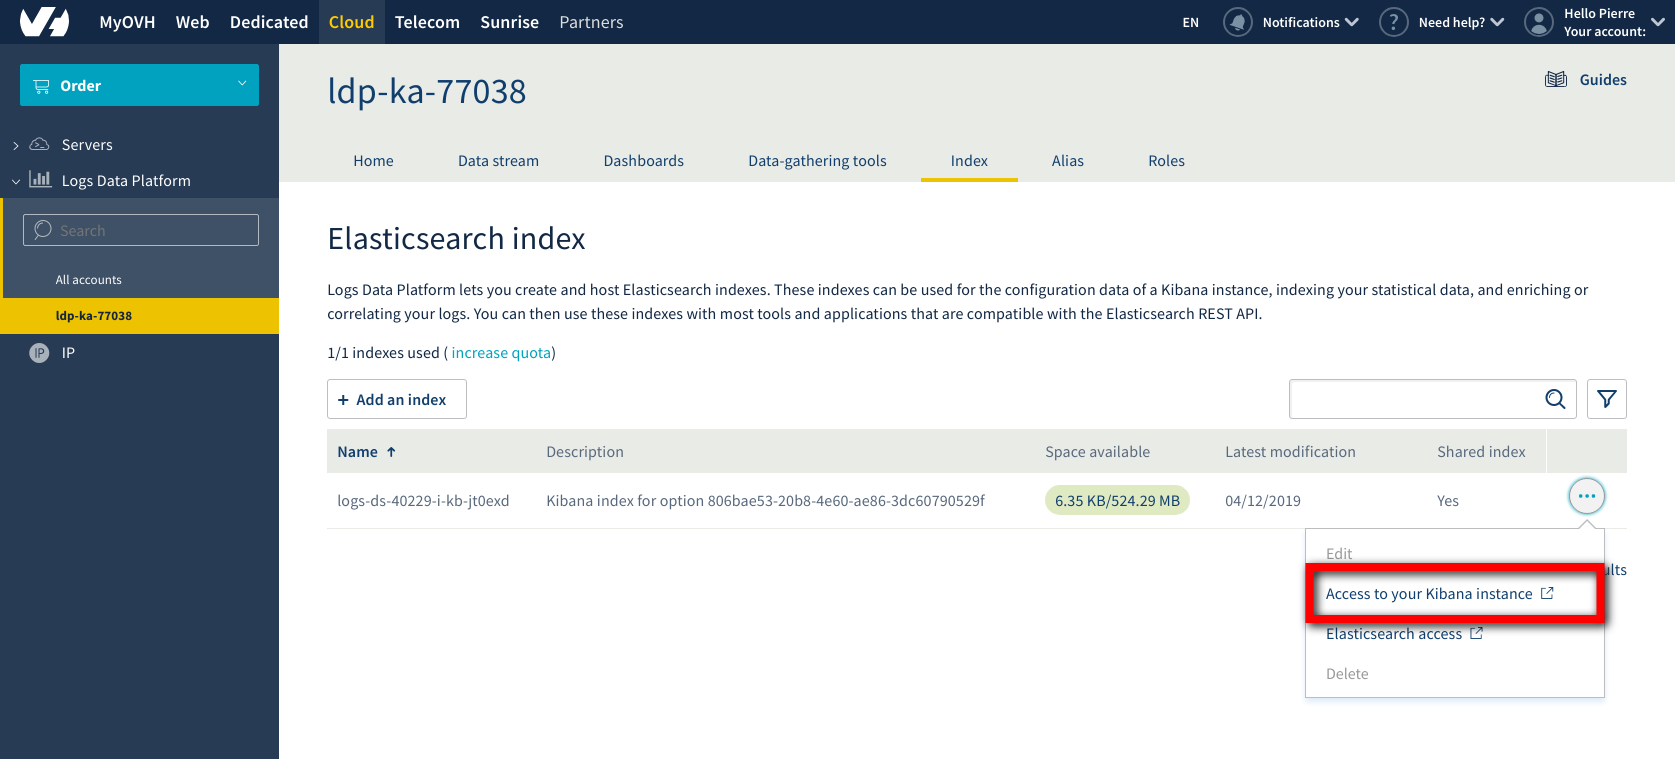 MyOVH Web Dedicated Cloud Telecom Sunrise Partners EN Notifications ? Need help? Hello Pierre
Your account:
Order
Servers
Logs Data Platform
Search
All accounts
ldp-ka-77038
IP IP
ldp-ka-77038
Guides
Home Data stream Dashboards Data-gathering tools Index Alias Roles
Elasticsearch index
Logs Data Platform lets you create and host Elasticsearch indexes. These indexes can be used for the configuration data of a Kibana instance, indexing your statistical data, and enriching or
correlating your logs. You can then use these indexes with most tools and applications that are compatible with the Elasticsearch REST API.
1/1 indexes used ( increase quota)
+ Add an index
Name ↑ Description Space available Latest modification Shared index
logs-ds-40229-i-kb-jt0exd Kibana index for option 806bae53-20b8-4e60-ae86-3dc60790529f 6.35 KB/524.29 MB 04/12/2019 Yes ...
Edit
Access to your Kibana instance
Elasticsearch access
Delete